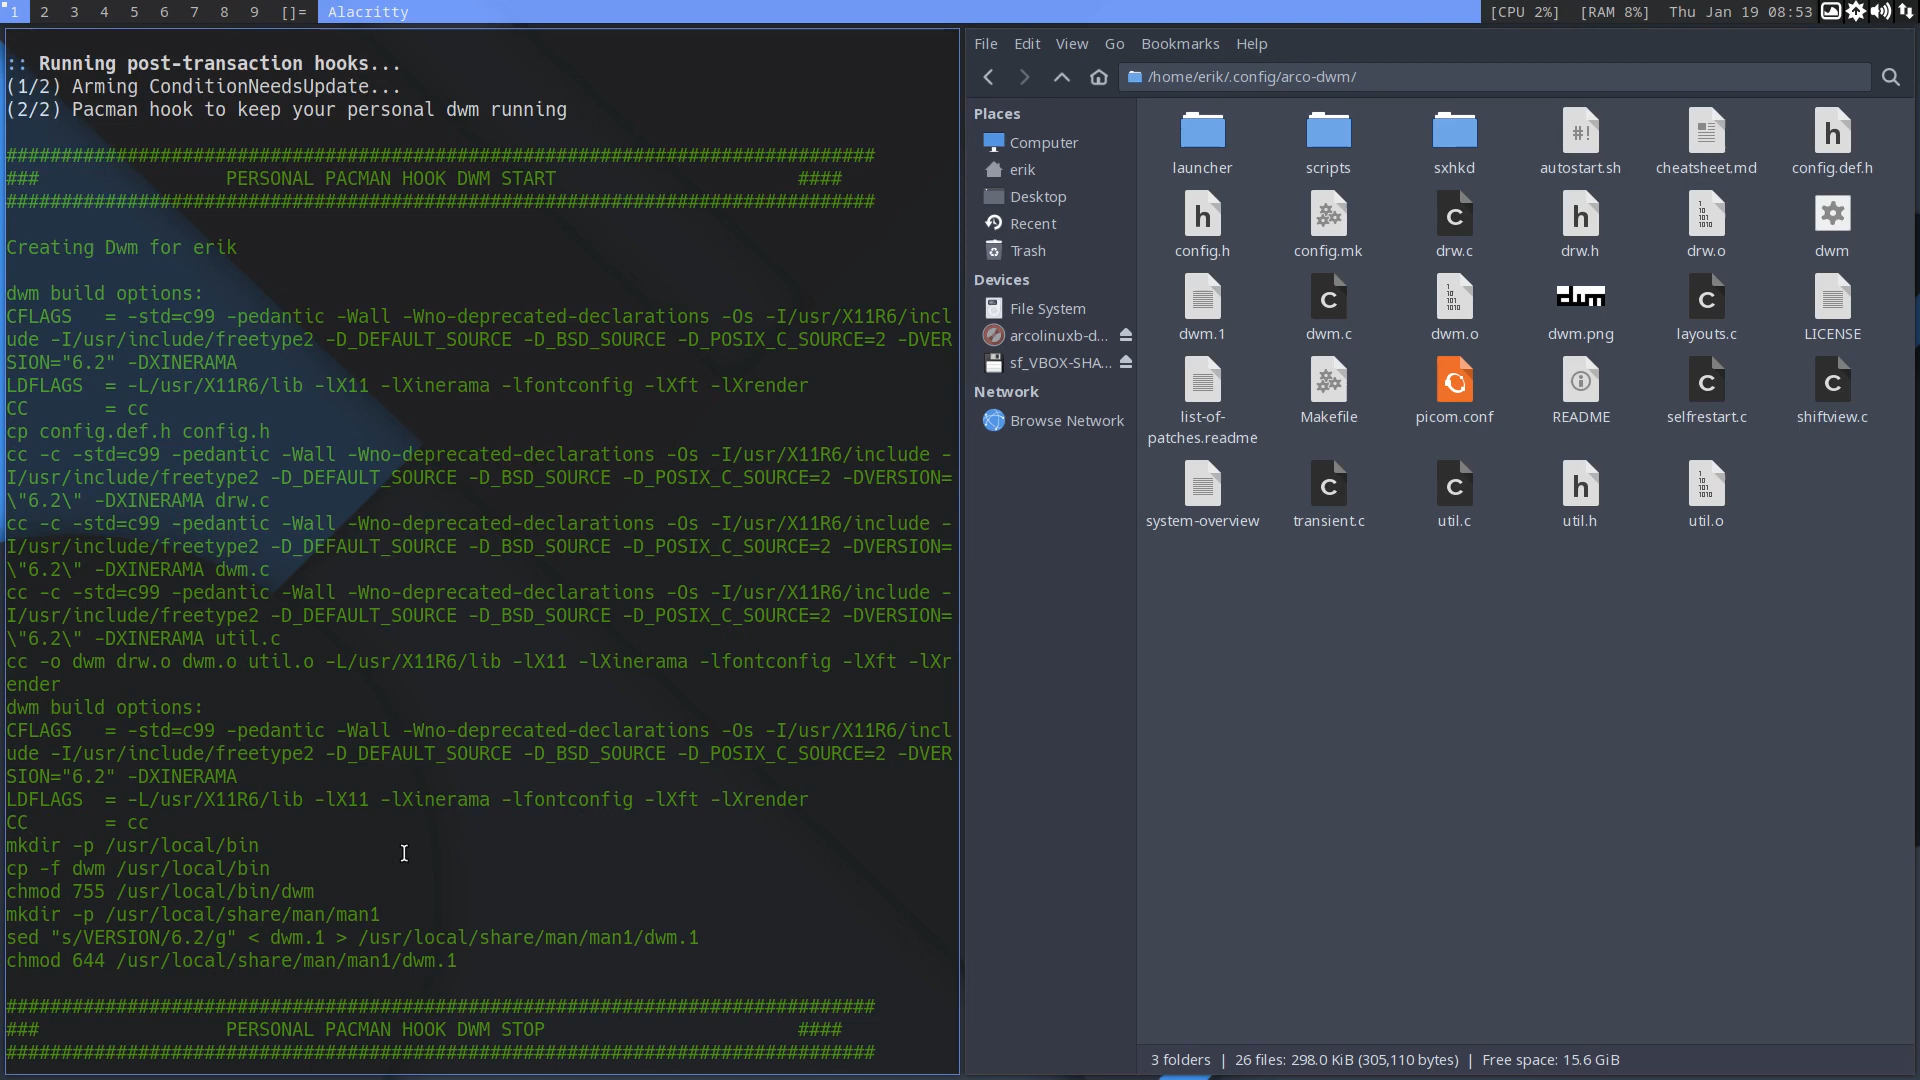 1 2 3 4 5 6 7 8 9 []= Alacritty [CPU 2%] [RAM 8%] Thu Jan 19 08:53
:: Running post-transaction hooks...
(1/2) Arming ConditionNeedsUpdate...
(2/2) Pacman hook to keep your personal dwm running
###############################################################################
### PERSONAL PACMAN HOOK DWM START ####
###############################################################################
Creating Dwm for erik
dwm build options:
CFLAGS   = -std=c99 -pedantic -Wall -Wno-deprecated-declarations -Os -I/usr/X11R6/incl
ude -I/usr/include/freetype2 -D_DEFAULT_SOURCE -D_BSD_SOURCE -D_POSIX_C_SOURCE=2 -DVER
SION="6.2" -DXINERAMA
LDFLAGS  = -L/usr/X11R6/lib -lX11 -lXinerama -lfontconfig -lXft -lXrender
CC       = cc
cp config.def.h config.h
cc -c -std=c99 -pedantic -Wall -Wno-deprecated-declarations -Os -I/usr/X11R6/include -
I/usr/include/freetype2 -D_DEFAULT_SOURCE -D_BSD_SOURCE -D_POSIX_C_SOURCE=2 -DVERSION=
\"6.2\" -DXINERAMA drw.c
cc -c -std=c99 -pedantic -Wall -Wno-deprecated-declarations -Os -I/usr/X11R6/include -
I/usr/include/freetype2 -D_DEFAULT_SOURCE -D_BSD_SOURCE -D_POSIX_C_SOURCE=2 -DVERSION=
\"6.2\" -DXINERAMA dwm.c
cc -c -std=c99 -pedantic -Wall -Wno-deprecated-declarations -Os -I/usr/X11R6/include -
I/usr/include/freetype2 -D_DEFAULT_SOURCE -D_BSD_SOURCE -D_POSIX_C_SOURCE=2 -DVERSION=
\"6.2\" -DXINERAMA util.c
cc -o dwm drw.o dwm.o util.o -L/usr/X11R6/lib -lX11 -lXinerama -lfontconfig -lXft -lXr
ender
dwm build options:
CFLAGS   = -std=c99 -pedantic -Wall -Wno-deprecated-declarations -Os -I/usr/X11R6/incl
ude -I/usr/include/freetype2 -D_DEFAULT_SOURCE -D_BSD_SOURCE -D_POSIX_C_SOURCE=2 -DVER
SION="6.2" -DXINERAMA
LDFLAGS  = -L/usr/X11R6/lib -lX11 -lXinerama -lfontconfig -lXft -lXrender
CC       = cc
mkdir -p /usr/local/bin
cp -f dwm /usr/local/bin
chmod 755 /usr/local/bin/dwm
mkdir -p /usr/local/share/man/man1
sed "s/VERSION/6.2/g" < dwm.1 > /usr/local/share/man/man1/dwm.1
chmod 644 /usr/local/share/man/man1/dwm.1
###############################################################################
### PERSONAL PACMAN HOOK DWM STOP ####
###############################################################################
File Edit View Go Bookmarks Help
/home/erik/.config/arco-dwm/
Places
Computer
erik
Desktop
Recent
Trash
Devices
File System
arcolinuxb-d...
sf_VBOX-SHA...
Network
Browse Network
launcher scripts sxhkd #! autostart.sh cheatsheet.md h config.def.h
h config.h config.mk C drw.c h drw.h 1 10 101 1010 drw.o dwm
dwm.1 C dwm.c 1 10 101 1010 dwm.o dwm dwm.png C layouts.c LICENSE
list-of-
patches.readme Makefile picom.conf README C selfrestart.c C shiftview.c
system-overview C transient.c C util.c h util.h 1 10 101 1010 util.o
3 folders | 26 files: 298.0 KiB (305,110 bytes) | Free space: 15.6 GiB